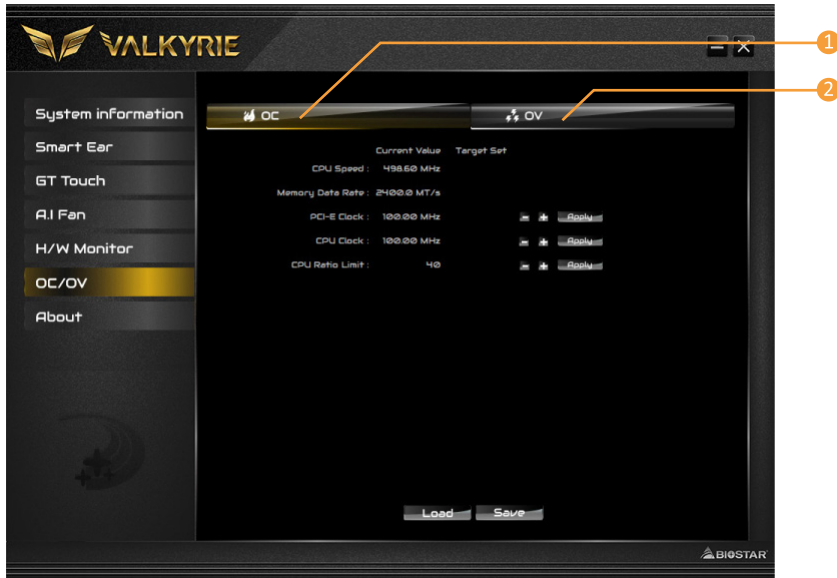 VALKYRIE
1
2
System information
Smart Ear
GT Touch
A.I Fan
H/W Monitor
OC/OV
About
OC OV
Current Value Target Set
CPU Speed : 498.60 MHz
Memory Data Rate : 2400.0 MT/s
PCI-E Clock : 100.00 MHz - + Apply
CPU Clock : 100.00 MHz - + Apply
CPU Ratio Limit : 40 - + Apply
Load Save
BIOSTAR